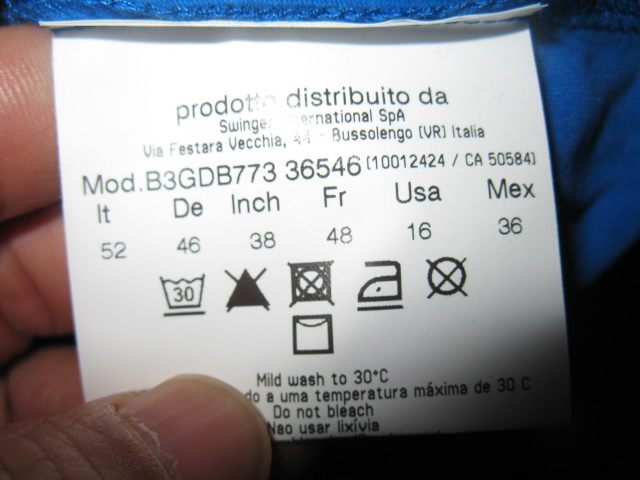 prodotto distribuito da
Swinger International SpA
Via Festara Vecchia, 44 - Bussolengo (VR) Italia
Mod.B3GDB773 36546 (10012424 / CA 50584)
It De Inch Fr Usa Mex
52 46 38 48 16 36
30
Mild wash to 30°C
do a uma temperatura máxima de 30 C
Do not bleach
Nao usar lixívia